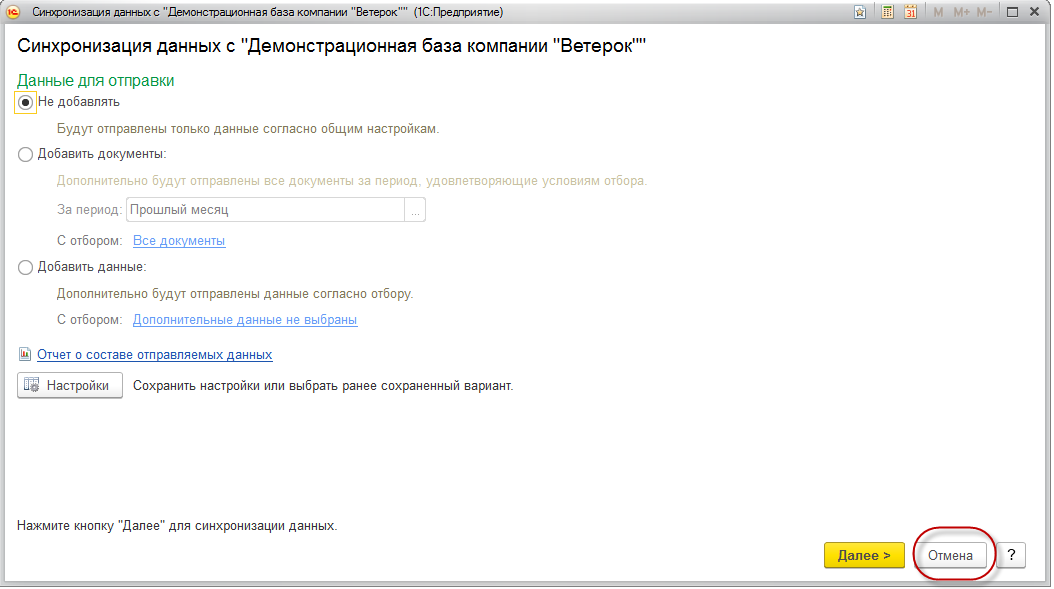 Синхронизация данных с "Демонстрационная база компании "Ветерок"" (1С:Предприятие)
31 M M+ M-
Синхронизация данных с "Демонстрационная база компании "Ветерок""
Данные для отправки
Не добавлять
Будут отправлены только данные согласно общим настройкам.
Добавить документы:
Дополнительно будут отправлены все документы за период, удовлетворяющие условиям отбора.
За период: Прошлый месяц ...
С отбором: Все документы
Добавить данные:
Дополнительно будут отправлены данные согласно отбору.
С отбором: Дополнительные данные не выбраны
Отчет о составе отправляемых данных
Настройки Сохранить настройки или выбрать ранее сохраненный вариант.
Нажмите кнопку "Далее" для синхронизации данных.
Далее > Отмена ?